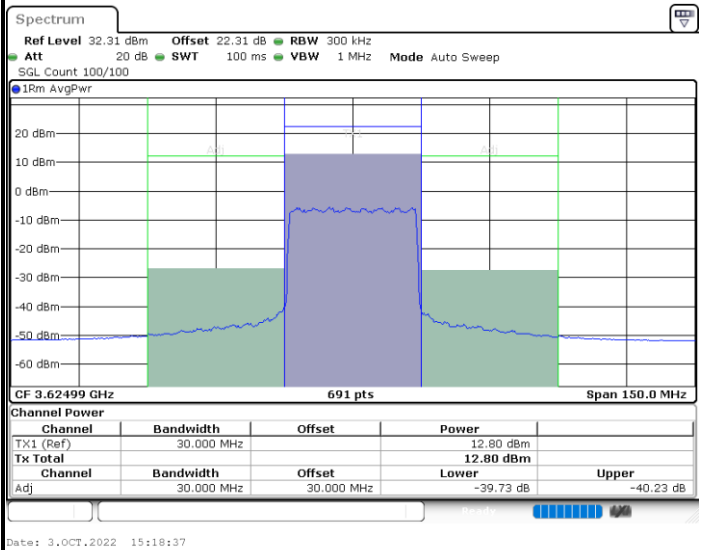 Spectrum
Ref Level 32.31 dBm Offset 22.31 dB RBW 300 kHz
Att 20 dB SWT 100 ms VBW 1 MHz Mode Auto Sweep
SGL Count 100/100
1Rm AvgPwr
Adj TX1 Adj
20 dBm
10 dBm
0 dBm
-10 dBm
-20 dBm
-30 dBm
-40 dBm
-50 dBm
-60 dBm
CF 3.62499 GHz 691 pts Span 150.0 MHz
Channel Power
Channel Bandwidth Offset Power
TX1 (Ref) 30.000 MHz 12.80 dBm
Tx Total 12.80 dBm
Channel Bandwidth Offset Lower Upper
Adj 30.000 MHz 30.000 MHz -39.73 dB -40.23 dB
Ready
Date: 3.OCT.2022 15:18:37